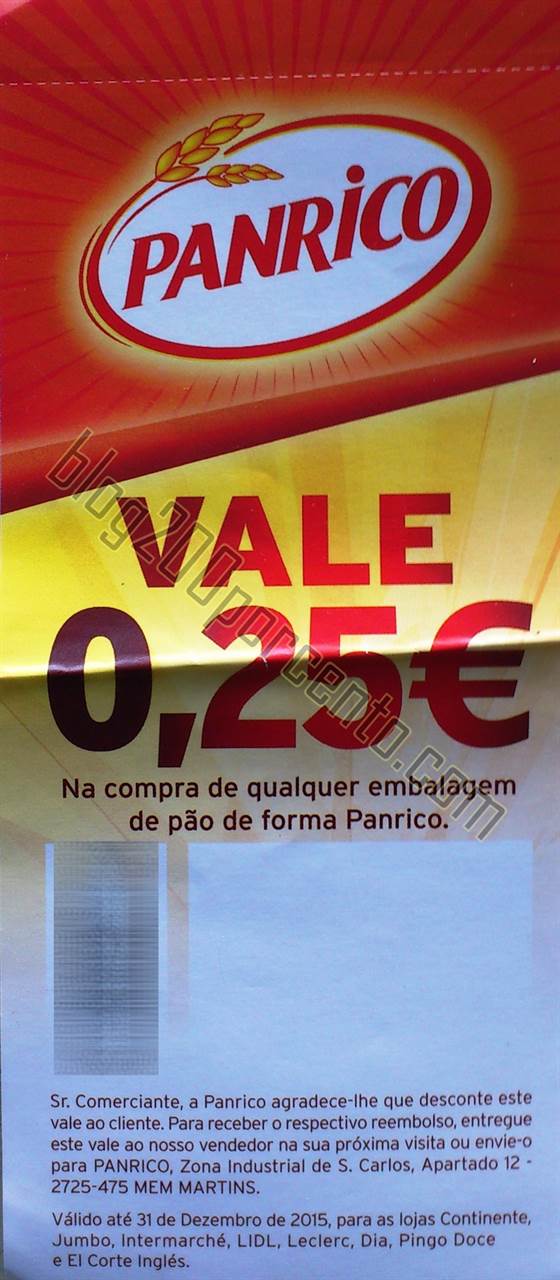 PANRiCO
VALE
0,25€
blog200porcento.com
Na compra de qualquer embalagem
de pão de forma Panrico.
Sr. Comerciante, a Panrico agradece-lhe que desconte este
vale ao cliente. Para receber o respectivo reembolso, entregue
este vale ao nosso vendedor na sua próxima visita ou envie-o
para PANRICO, Zona Industrial de S. Carlos, Apartado 12 -
2725-475 MEM MARTINS.
Válido até 31 de Dezembro de 2015, para as lojas Continente,
Jumbo, Intermarché, LIDL, Leclerc, Dia, Pingo Doce
e El Corte Inglés.